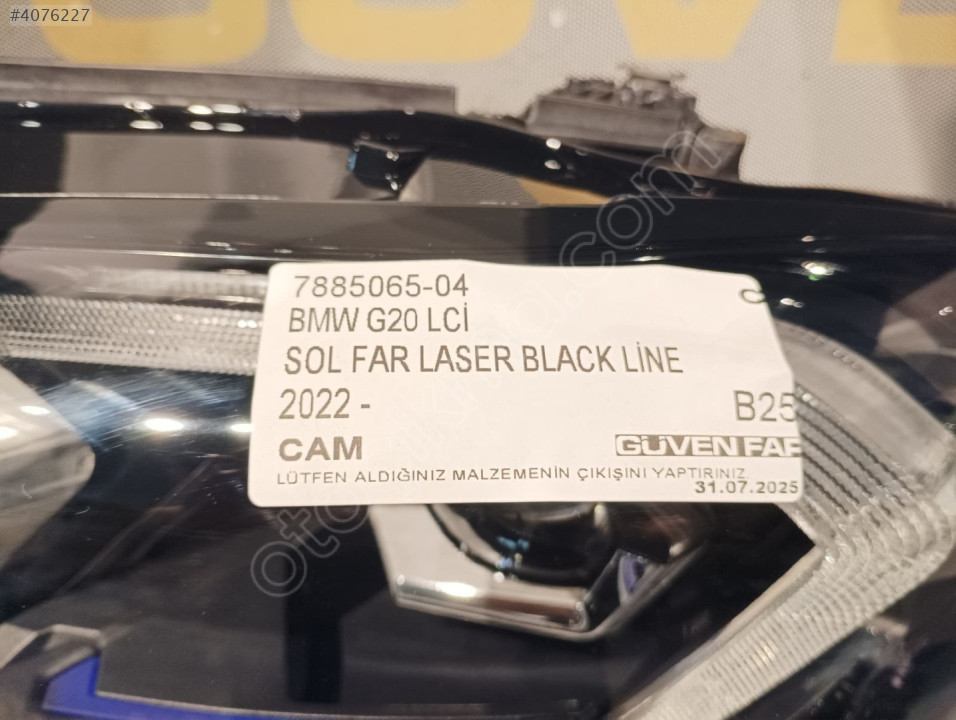 #4076227
7885065-04
BMW G20 LCİ
SOL FAR LASER BLACK LİNE
2022 -
B25
CAM
GÜVEN FAR
LÜTFEN ALDIĞINIZ MALZEMENİN ÇIKIŞINI YAPTIRINIZ.
31.07.2025